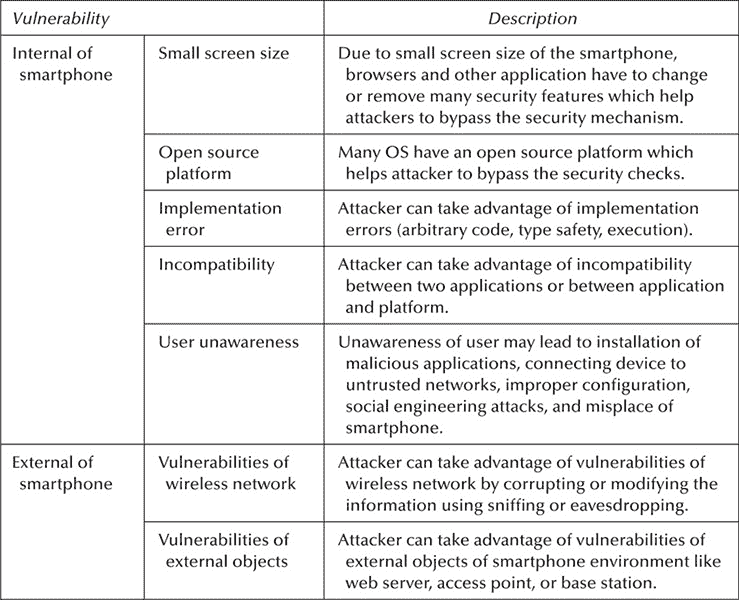 Vulnerability Description
Internal of
smartphone
Small screen size
Due to small screen size of the smartphone,
browsers and other application have to change
or remove many security features which help
attackers to bypass the security mechanism.
Open source
platform
Many OS have an open source platform which
helps attacker to bypass the security checks.
Implementation
error
Attacker can take advantage of implementation
errors (arbitrary code, type safety, execution).
Incompatibility
Attacker can take advantage of incompatibility
between two applications or between application
and platform.
User unawareness
Unawareness of user may lead to installation of
malicious applications, connecting device to
untrusted networks, improper configuration,
social engineering attacks, and misplace of
smartphone.
External of
smartphone
Vulnerabilities of
wireless network
Attacker can take advantage of vulnerabilities of
wireless network by corrupting or modifying the
information using sniffing or eavesdropping.
Vulnerabilities of
external objects
Attacker can take advantage of vulnerabilities of
external objects of smartphone environment like
web server, access point, or base station.